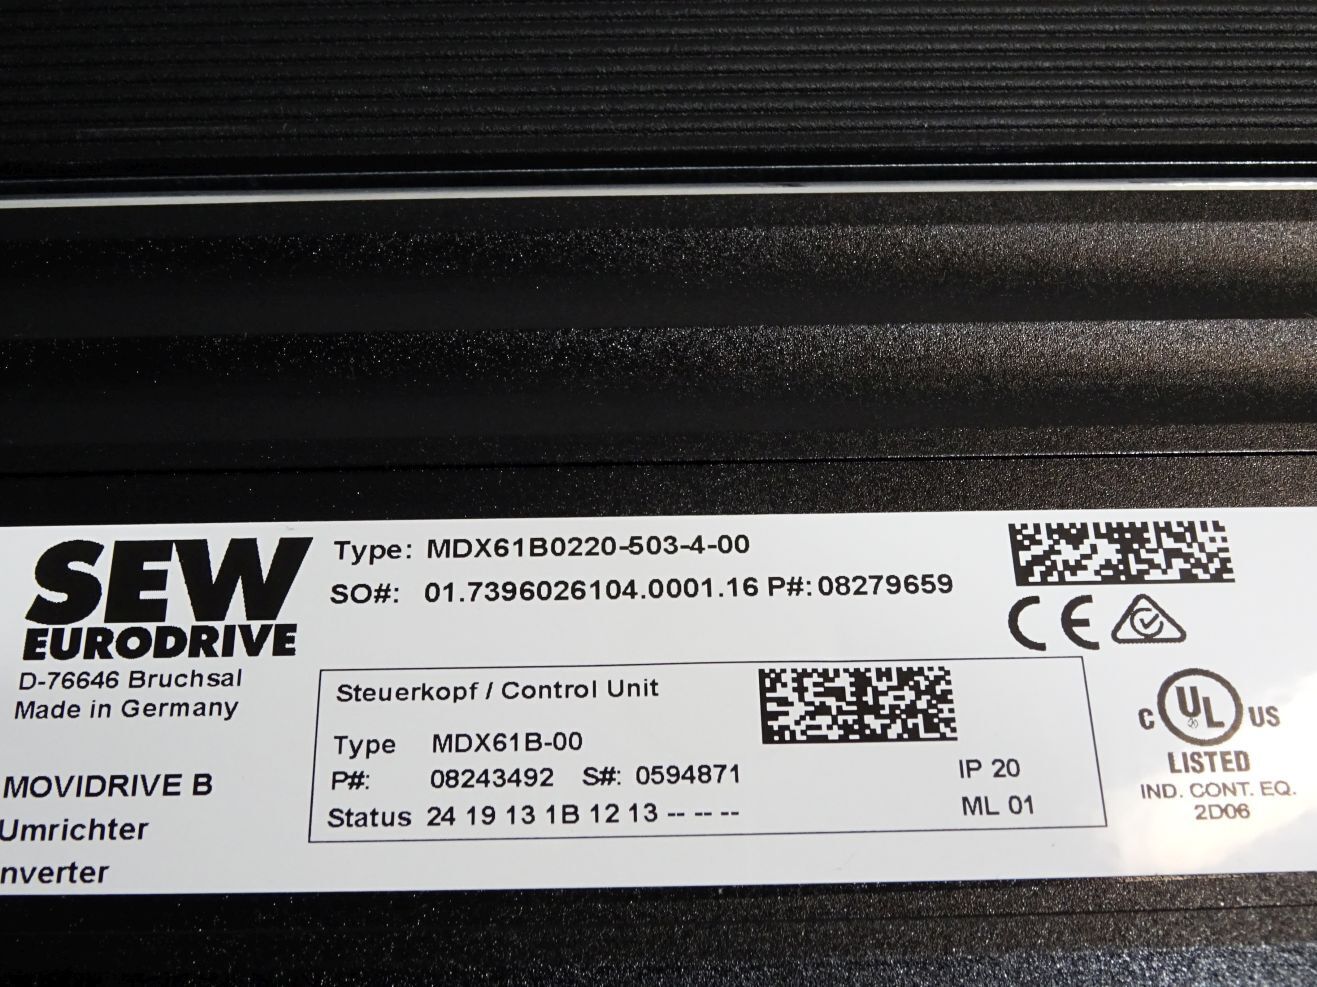 SEW
EURODRIVE
D-76646 Bruchsal
Made in Germany
MOVIDRIVE B
Umrichter
nverter
Type: MDX61B0220-503-4-00
SO#: 01.7396026104.0001.16 P#: 08279659
Steuerkopf / Control Unit
Type MDX61B-00
P#: 08243492 S#: 0594871
Status 24 19 13 1B 12 13 -- -- --
IP 20
ML 01
CE
C UL US
LISTED
IND. CONT. EQ.
2D06